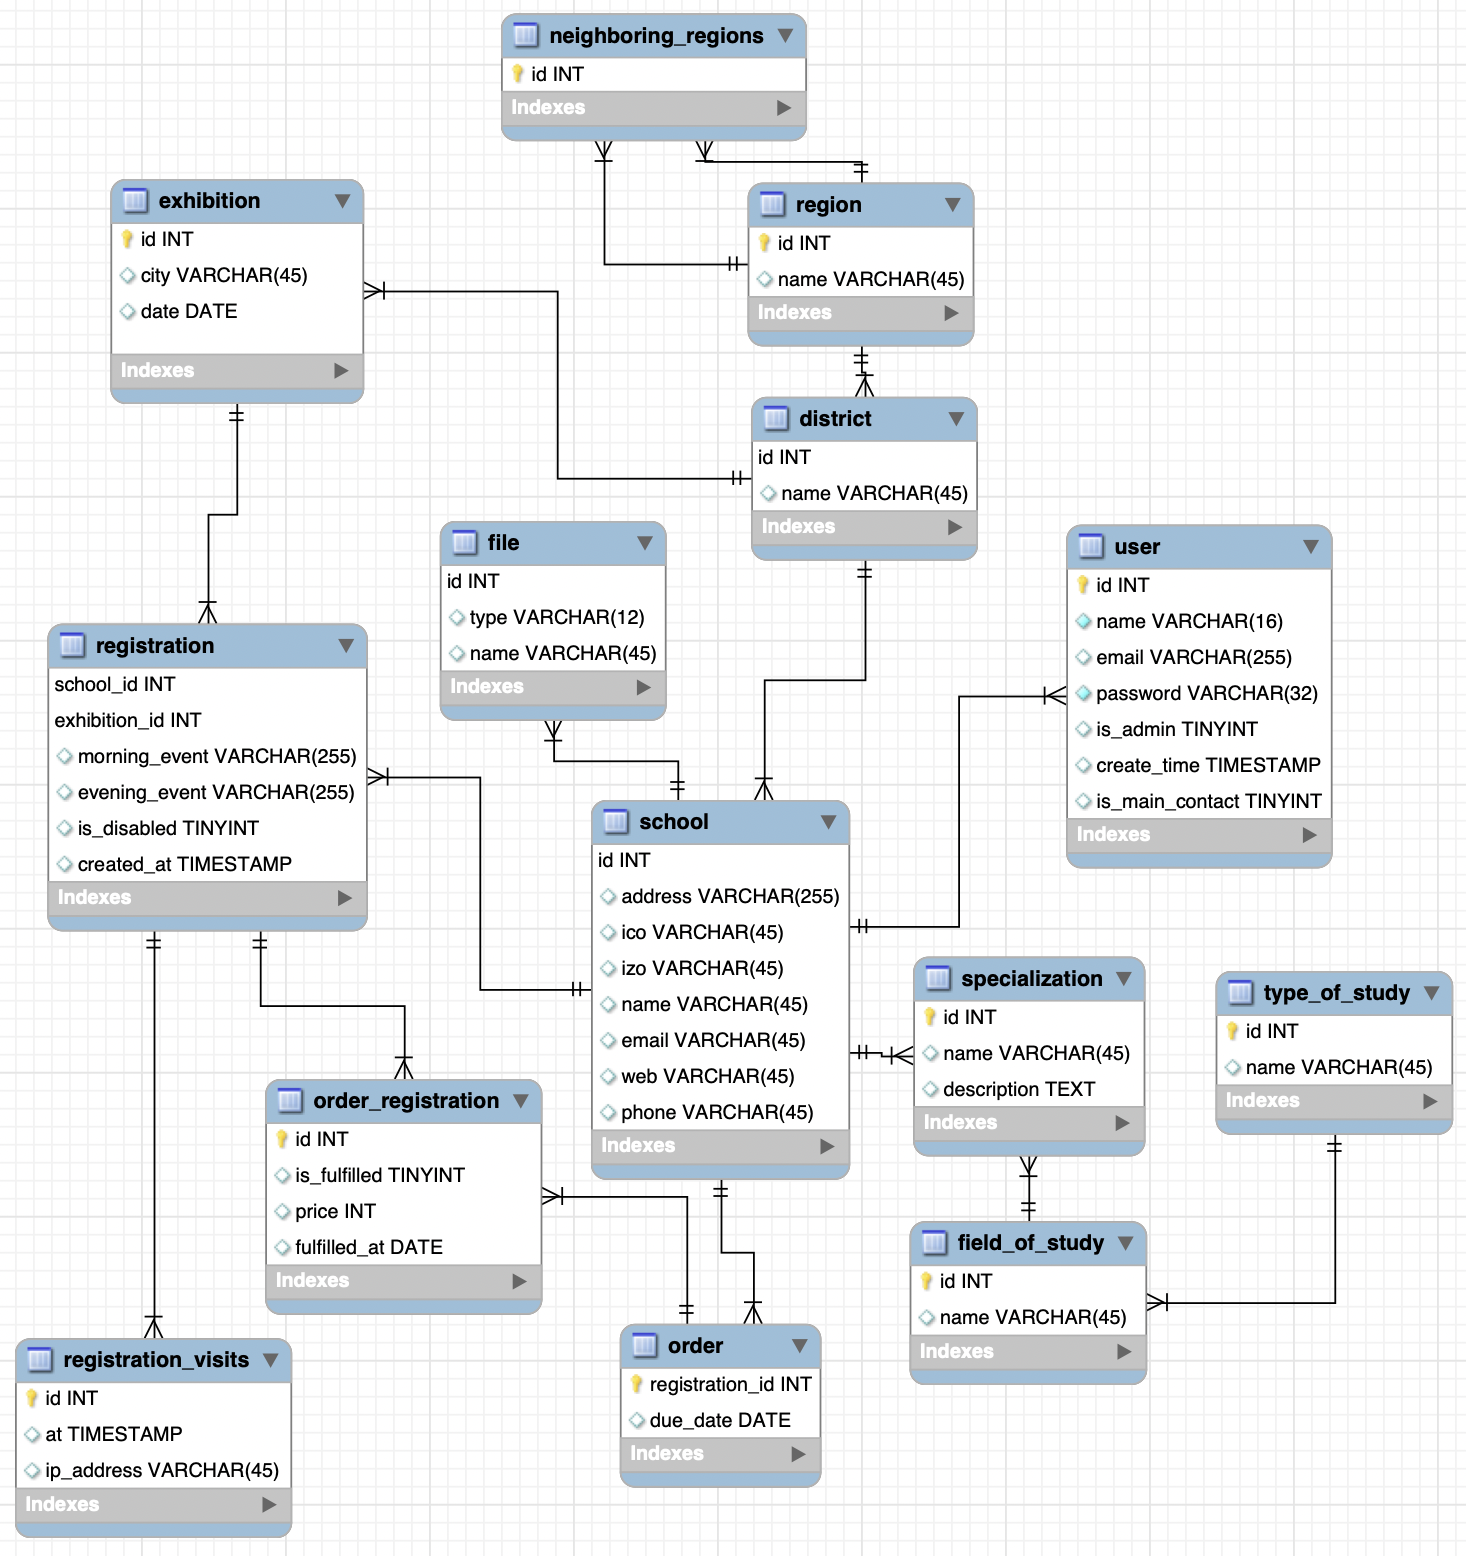 neighboring_regions
id INT
Indexes
exhibition
id INT
city VARCHAR(45)
date DATE
Indexes
region
id INT
name VARCHAR(45)
Indexes
district
id INT
name VARCHAR(45)
Indexes
file
id INT
type VARCHAR(12)
name VARCHAR(45)
Indexes
user
id INT
name VARCHAR(16)
email VARCHAR(255)
password VARCHAR(32)
is_admin TINYINT
create_time TIMESTAMP
is_main_contact TINYINT
Indexes
registration
school_id INT
exhibition_id INT
morning_event VARCHAR(255)
evening_event VARCHAR(255)
is_disabled TINYINT
created_at TIMESTAMP
Indexes
school
id INT
address VARCHAR(255)
ico VARCHAR(45)
izo VARCHAR(45)
name VARCHAR(45)
email VARCHAR(45)
web VARCHAR(45)
phone VARCHAR(45)
Indexes
specialization
id INT
name VARCHAR(45)
description TEXT
Indexes
type_of_study
id INT
name VARCHAR(45)
Indexes
order_registration
id INT
is_fulfilled TINYINT
price INT
fulfilled_at DATE
Indexes
field_of_study
id INT
name VARCHAR(45)
Indexes
registration_visits
id INT
at TIMESTAMP
ip_address VARCHAR(45)
Indexes
order
registration_id INT
due_date DATE
Indexes